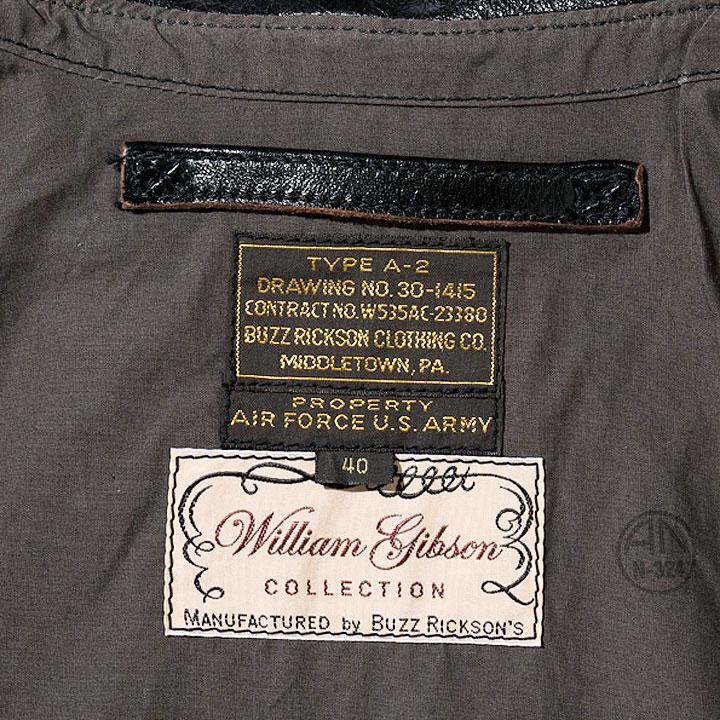 TYPE A-2
DRAWING NO. 30-1415
CONTRACT NO. W535AC-23380
BUZZ RICKSON CLOTHING CO.
MIDDLETOWN, PA.
PROPERTY
AIR FORCE U.S. ARMY
40
William Gibson
COLLECTION
MANUFACTURED by BUZZ RICKSON'S